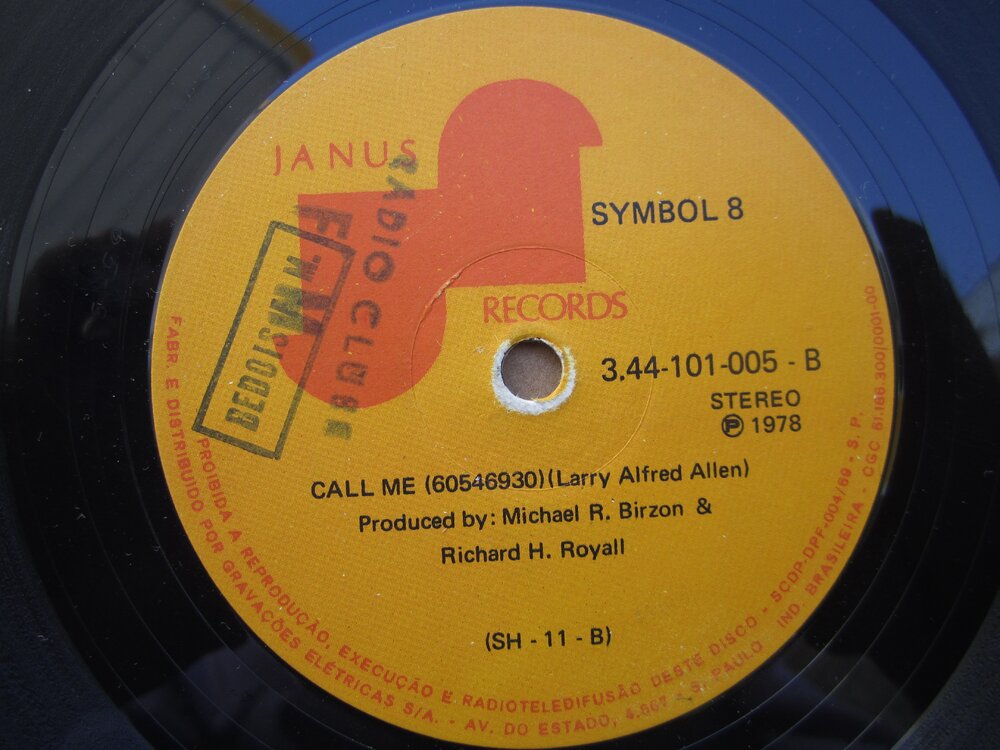 JANUS
RECORDS
SYMBOL 8
3.44-101-005 - B
STEREO
Ⓟ 1978
CALL ME (60546930)(Larry Alfred Allen)
Produced by: Michael R. Birzon &
Richard H. Royall
(SH - 11 - B)
RADIO CLUBE
FM
PROIBIDA A REPRODUÇÃO, EXECUÇÃO E RADIOTELEDIFUSÃO DESTE DISCO - SCDP-DPF-004/69 - S. P.
FABR. E DISTRIBUIDO POR GRAVAÇÕES ELÉTRICAS S/A. - AV. DO ESTADO, 4.667 - S. PAULO IND. BRASILEIRA - CGC 61.186.300/0001-00